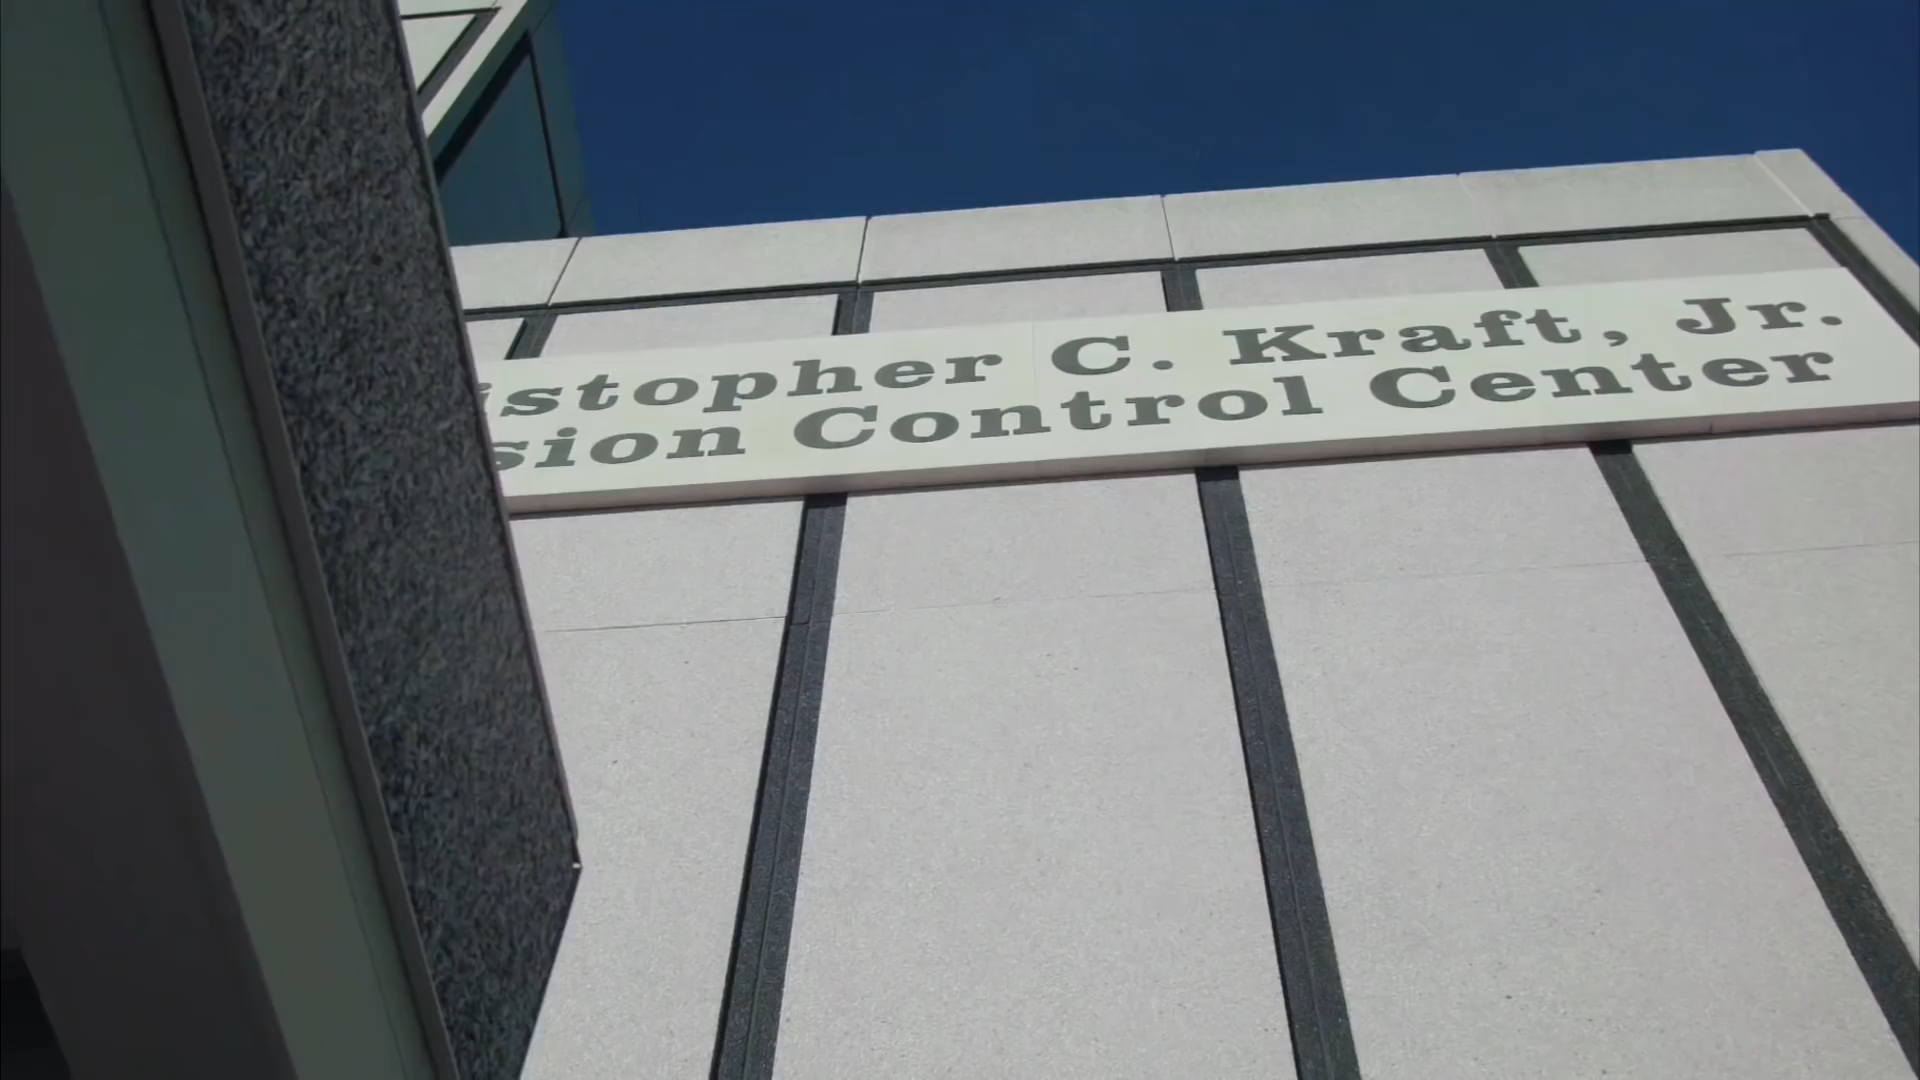 istopher C. Kraft, Jr.
sion Control Center